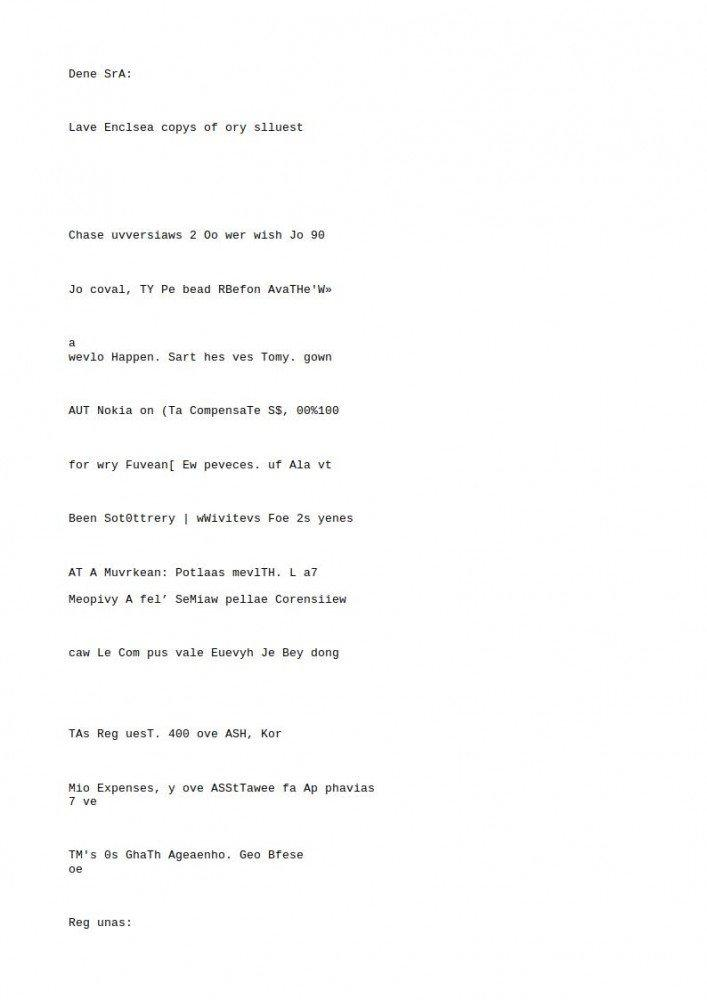 Dene SrA:
Lave Enclsea copys of ory slluest
Chase uvversiaws 2 Oo wer wish Jo 90
Jo coval, TY Pe bead RBefon AvaTHe'W»
a
wevlo Happen. Sart hes ves Tomy. gown
AUT Nokia on (Ta CompensaTe S$, 00%100
for wry Fuvean[ Ew peveces. uf Ala vt
Been Sot0ttrery | wWivitevs Foe 2s yenes
AT A Muvrkean: Potlaas mevlTH. L a7
Meopivy A fel’ SeMiaw pellae Corensiiew
caw Le Com pus vale Euevyh Je Bey dong
TAs Reg uesT. 400 ove ASH, Kor
Mio Expenses, y ove ASStTawee fa Ap phavias
7 ve
TM's 0s GhaTh Ageaenho. Geo Bfese
oe
Reg unas: